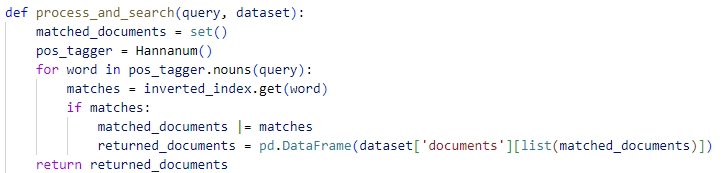 def process_and_search(query, dataset):
    matched_documents = set()
    pos_tagger = Hannanum()
    for word in pos_tagger.nouns(query):
        matches = inverted_index.get(word)
        if matches:
            matched_documents |= matches
            returned_documents = pd.DataFrame(dataset['documents'][list(matched_documents)])
    return returned_documents